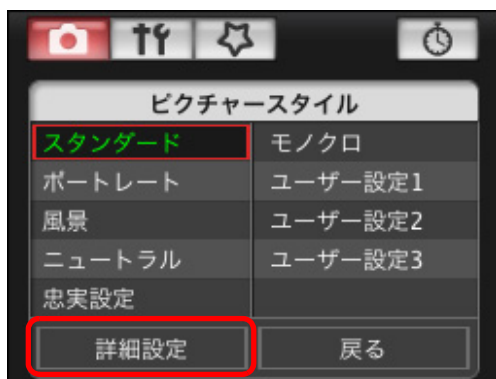 ピクチャースタイル
スタンダード
モノクロ
ポートレート
ユーザー設定1
風景
ユーザー設定2
ニュートラル
ユーザー設定3
忠実設定
詳細設定
戻る